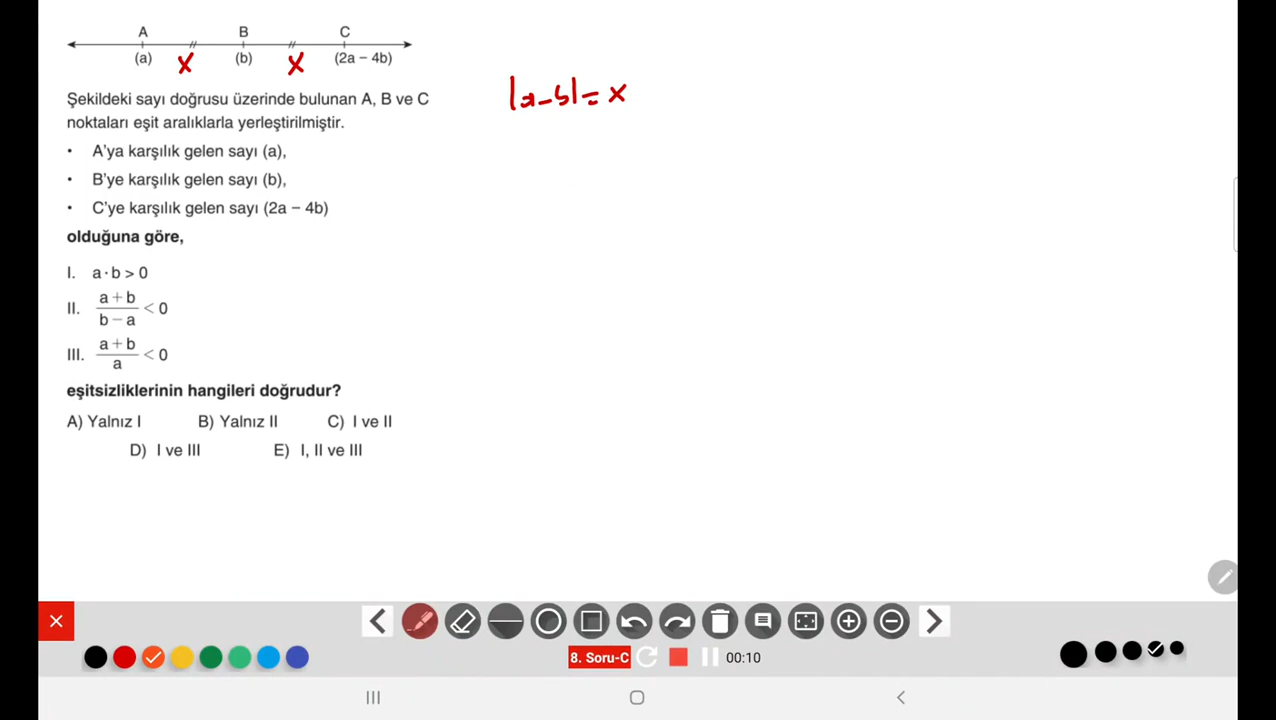 A B C
(a) x (b) x (2a − 4b)
|a-b|= x
Şekildeki sayı doğrusu üzerinde bulunan A, B ve C
noktaları eşit aralıklarla yerleştirilmiştir.
• A'ya karşılık gelen sayı (a),
• B'ye karşılık gelen sayı (b),
• C'ye karşılık gelen sayı (2a − 4b)
olduğuna göre,
I. a·b > 0
II. a + b / b − a < 0
III. a + b / a < 0
eşitsizliklerinin hangileri doğrudur?
A) Yalnız I B) Yalnız II C) I ve II
D) I ve III E) I, II ve III
8. Soru-C 00:10